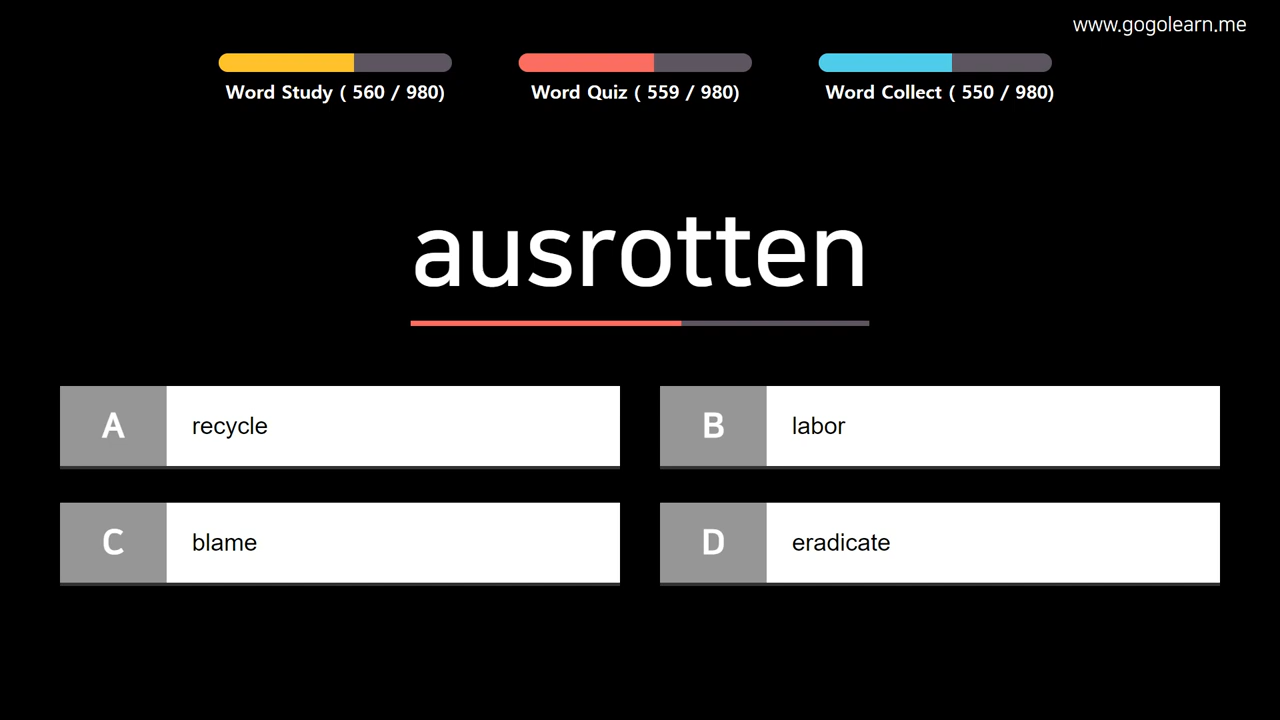 www.gogolearn.me
Word Study ( 560 / 980)
Word Quiz ( 559 / 980)
Word Collect ( 550 / 980)
ausrotten
A recycle
B labor
C blame
D eradicate